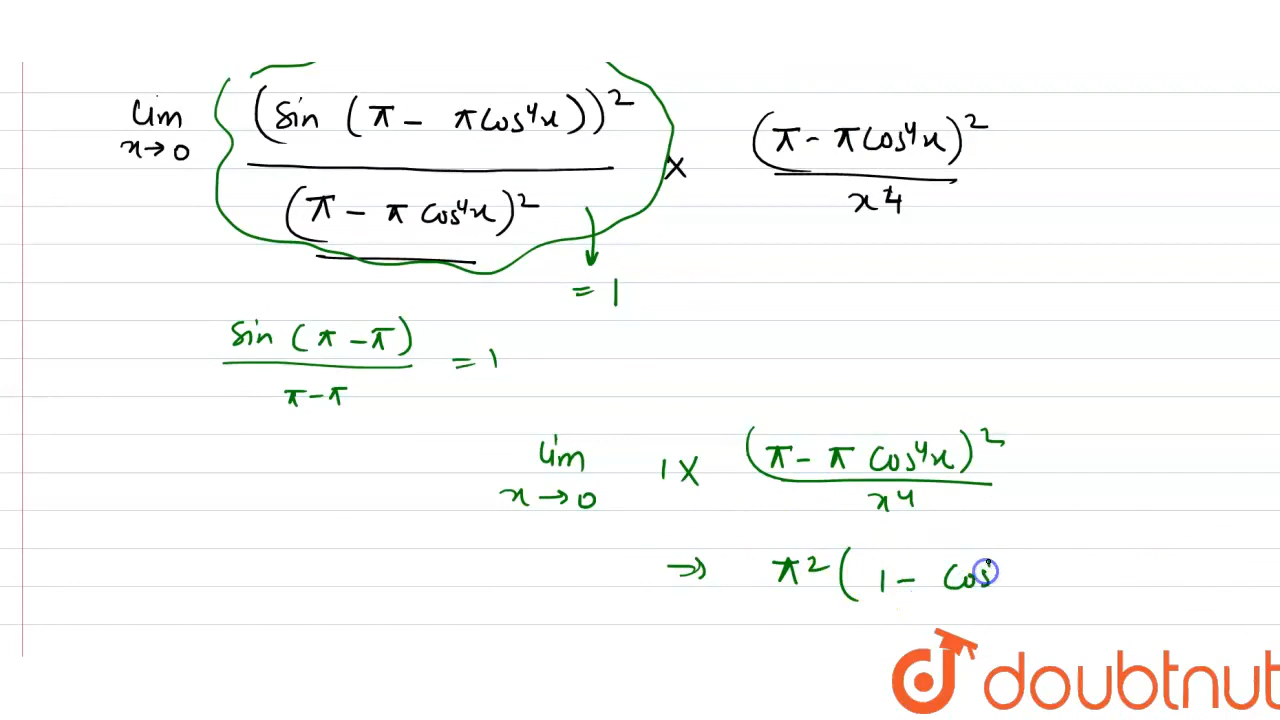 lim x→0 (Sin (π − πcos⁴x))² / (π − π cos⁴x)² × (π − πcos⁴x)² / x⁴
= 1
Sin (π − π) / π − π = 1
lim x→0 1 × (π − π cos⁴x)² / x⁴
⇒ π² ( 1 − cos
doubtnut